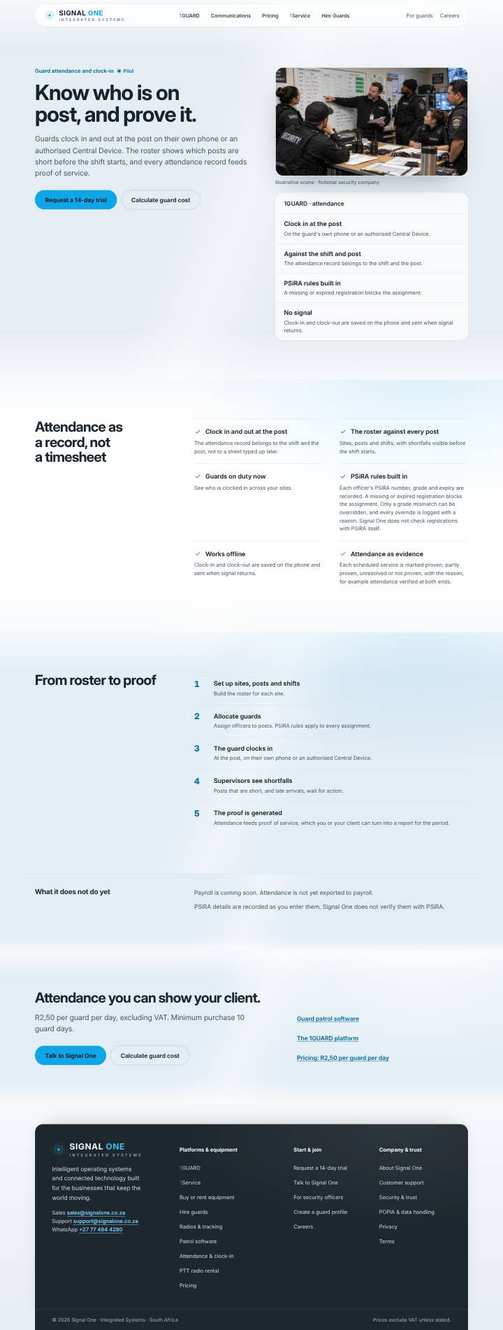 SIGNAL ONE
INTEGRATED SYSTEMS
1GUARD
Communications
Pricing
1Service
Hire Guards
For guards
Careers
Guard attendance and clock-in
Pilot
Know who is on
post, and prove it.
Guards clock in and out at the post on their own phone or an
authorised Central Device. The roster shows which posts are
short before the shift starts, and every attendance record feeds
proof of service.
Request a 14-day trial
Calculate guard cost
SECURITY
Illustrative scene · fictional security company
1GUARD · attendance
Clock in at the post
On the guard's own phone or an authorised Central Device.
Against the shift and post
The attendance record belongs to the shift and the post.
PSiRA rules built in
A missing or expired registration blocks the assignment.
No signal
Clock-in and clock-out are saved on the phone and sent when signal
returns.
Attendance as
a record, not
a timesheet
Clock in and out at the post
The attendance record belongs to the shift and the
post, not to a sheet typed up later.
The roster against every post
Sites, posts and shifts, with shortfalls visible before
the shift starts.
Guards on duty now
See who is clocked in across your sites.
PSiRA rules built in
Each officer's PSiRA number, grade and expiry are
recorded. A missing or expired registration blocks
the assignment. Only a grade mismatch can be
overridden, and every override is logged with a
reason. Signal One does not check registrations
with PSiRA itself.
Works offline
Clock-in and clock-out are saved on the phone and
sent when signal returns.
Attendance as evidence
Each scheduled service is marked proven, partly
proven, unresolved or not proven, with the reason,
for example attendance verified at both ends.
From roster to proof
1
Set up sites, posts and shifts
Build the roster for each site.
2
Allocate guards
Assign officers to posts. PSiRA rules apply to every assignment.
3
The guard clocks in
At the post, on their own phone or an authorised Central Device.
4
Supervisors see shortfalls
Posts that are short, and late arrivals, wait for action.
5
The proof is generated
Attendance feeds proof of service, which you or your client can turn into a report for the period.
What it does not do yet
Payroll is coming soon. Attendance is not yet exported to payroll.
PSiRA details are recorded as you enter them. Signal One does not verify them with PSiRA.
Attendance you can show your client.
R2,50 per guard per day, excluding VAT. Minimum purchase 10
guard days.
Talk to Signal One
Calculate guard cost
Guard patrol software
The 1GUARD platform
Pricing: R2,50 per guard per day
SIGNAL ONE
INTEGRATED SYSTEMS
Intelligent operating systems
and connected technology built
for the businesses that keep the
world moving.
Sales sales@signalone.co.za
Support support@signalone.co.za
WhatsApp +27 77 484 4280
Platforms & equipment
1GUARD
1Service
Buy or rent equipment
Hire guards
Radios & tracking
Patrol software
Attendance & clock-in
PTT radio rental
Pricing
Start & join
Request a 14-day trial
Talk to Signal One
For security officers
Create a guard profile
Careers
Company & trust
About Signal One
Customer support
Security & trust
POPIA & data handling
Privacy
Terms
© 2026 Signal One · Integrated Systems · South Africa
Prices exclude VAT unless stated.